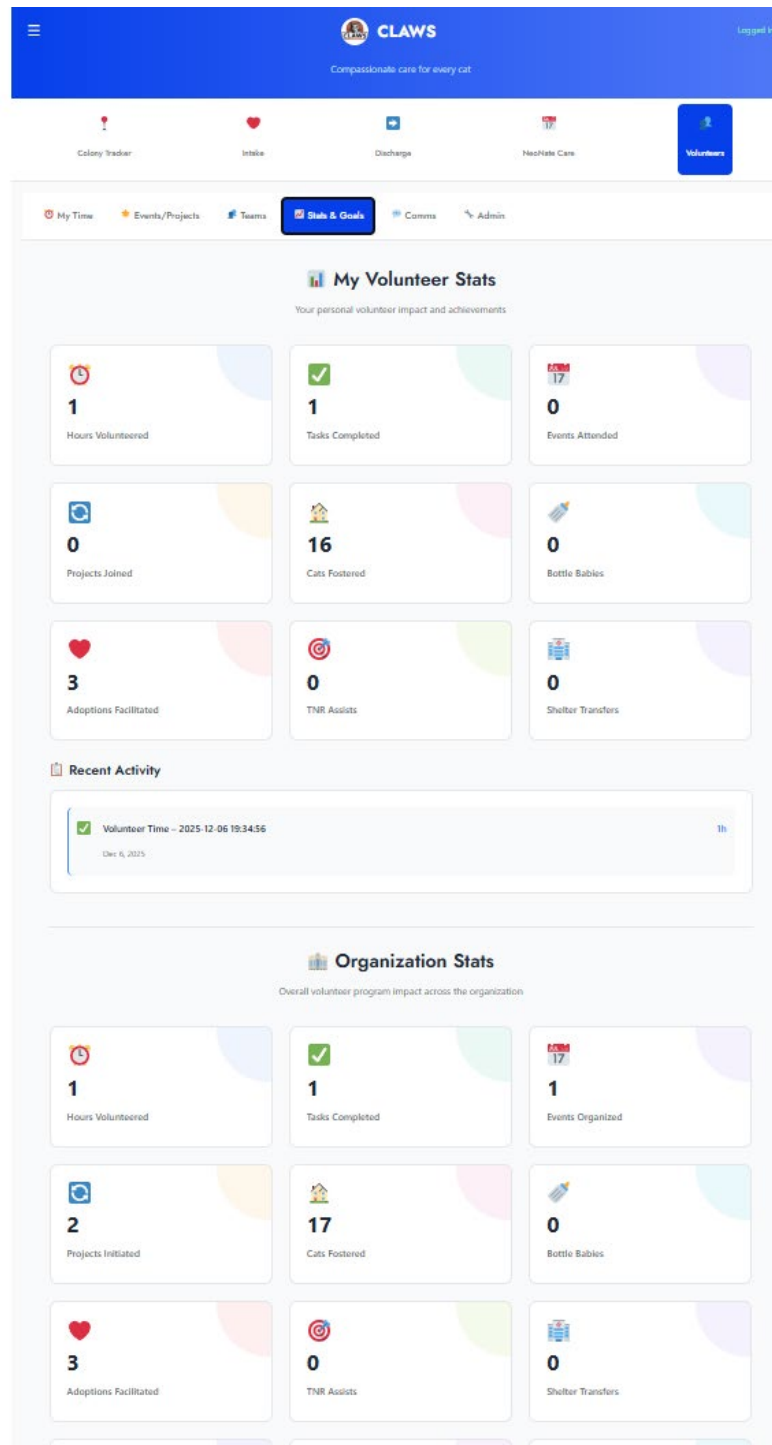 CLAWS
Logged i
Compassionate care for every cat
Colony Tracker
Intake
Discharge
NeoNate Care
Volunteers
My Time
Events/Projects
Teams
Stats & Goals
Comms
Admin
My Volunteer Stats
Your personal volunteer impact and achievements
1
Hours Volunteered
1
Tasks Completed
17
0
Events Attended
0
Projects Joined
16
Cats Fostered
0
Bottle Babies
3
Adoptions Facilitated
0
TNR Assists
0
Shelter Transfers
Recent Activity
Volunteer Time – 2025-12-06 19:34:56
1h
Dec 6, 2025
Organization Stats
Overall volunteer program impact across the organization
1
Hours Volunteered
1
Tasks Completed
17
1
Events Organized
2
Projects Initiated
17
Cats Fostered
0
Bottle Babies
3
Adoptions Facilitated
0
TNR Assists
0
Shelter Transfers